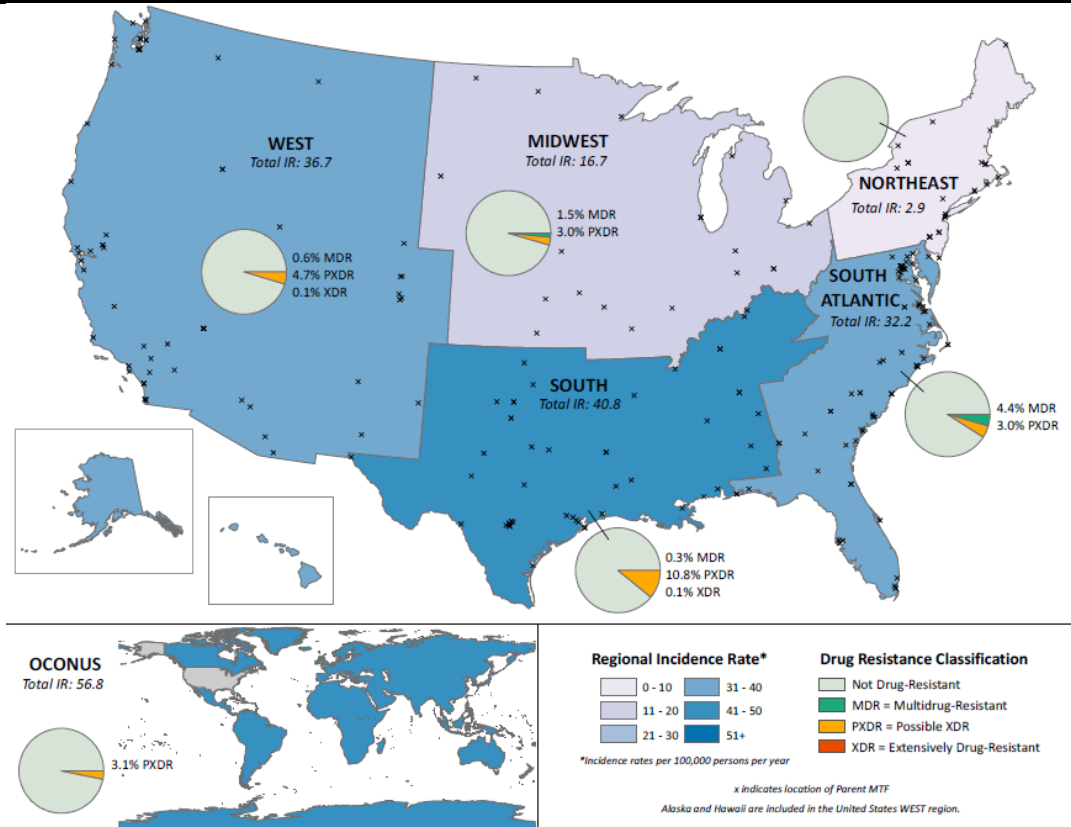 WEST
Total IR: 36.7
0.6% MDR
4.7% PXDR
0.1% XDR
MIDWEST
Total IR: 16.7
1.5% MDR
3.0% PXDR
NORTHEAST
Total IR: 2.9
SOUTH
ATLANTIC
Total IR: 32.2
4.4% MDR
3.0% PXDR
SOUTH
Total IR: 40.8
0.3% MDR
10.8% PXDR
0.1% XDR
OCONUS
Total IR: 56.8
3.1% PXDR
Regional Incidence Rate*
0 - 10
31 - 40
11 - 20
41 - 50
21 - 30
51+
*Incidence rates per 100,000 persons per year
Drug Resistance Classification
Not Drug-Resistant
MDR = Multidrug-Resistant
PXDR = Possible XDR
XDR = Extensively Drug-Resistant
x indicates location of Parent MTF
Alaska and Hawaii are included in the United States WEST region.